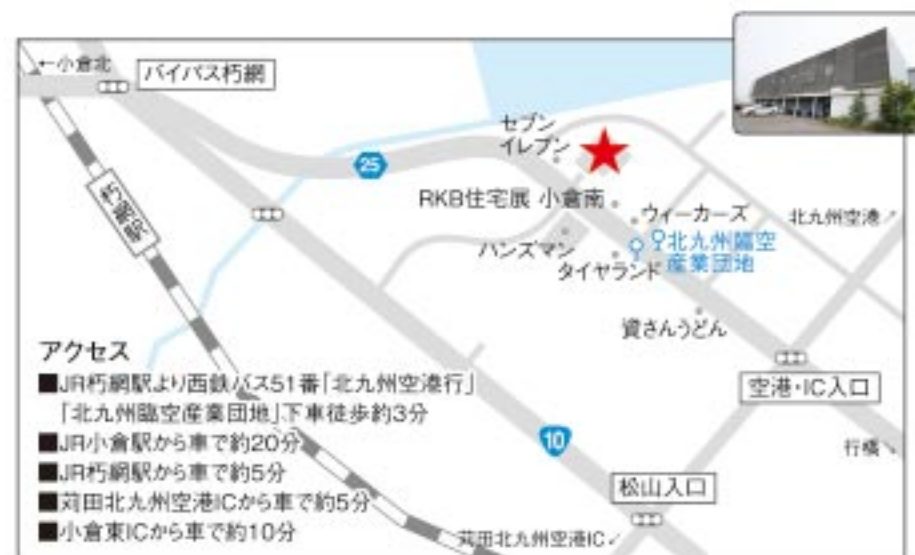 ←小倉北
バイパス朽網
セブン
イレブン
25
朽網駅
RKB住宅展 小倉南
ウィーカーズ
北九州空港↗
ハンズマン
北九州臨空
産業団地
タイヤランド
資さんうどん
空港・IC入口
10
行橋↘
松山入口
苅田北九州空港IC↙
アクセス
■JR朽網駅より西鉄バス51番「北九州空港行」
「北九州臨空産業団地」下車徒歩約3分
■JR小倉駅から車で約20分
■JR朽網駅から車で約5分
■苅田北九州空港ICから車で約5分
■小倉東ICから車で約10分